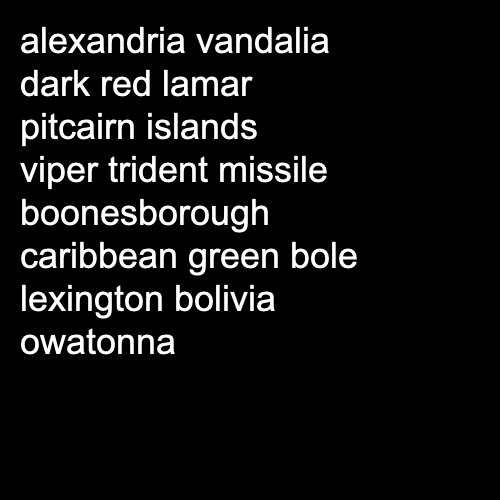 alexandria vandalia
dark red lamar
pitcairn islands
viper trident missile
boonesborough
caribbean green bole
lexington bolivia
owatonna